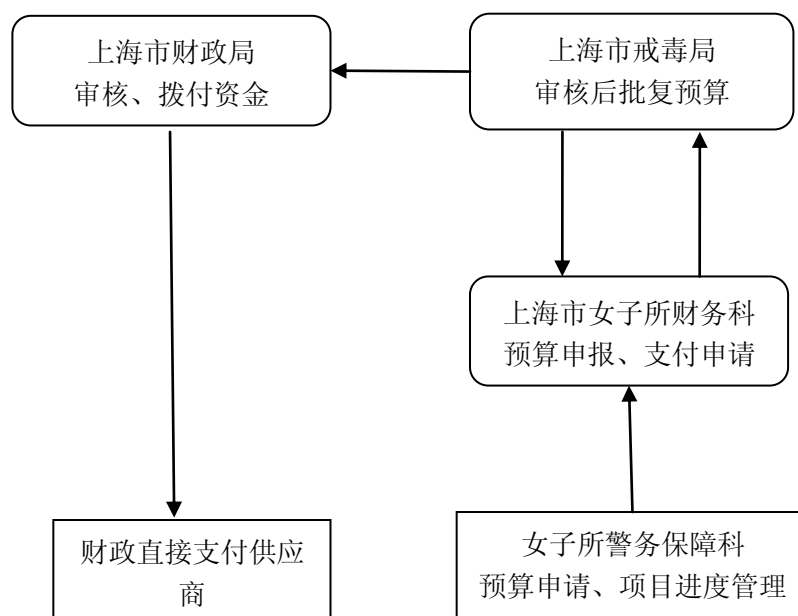 上海市财政局
审核、拨付资金
上海市戒毒局
审核后批复预算
上海市女子所财务科
预算申报、支付申请
财政直接支付供应
商
女子所警务保障科
预算申请、项目进度管理